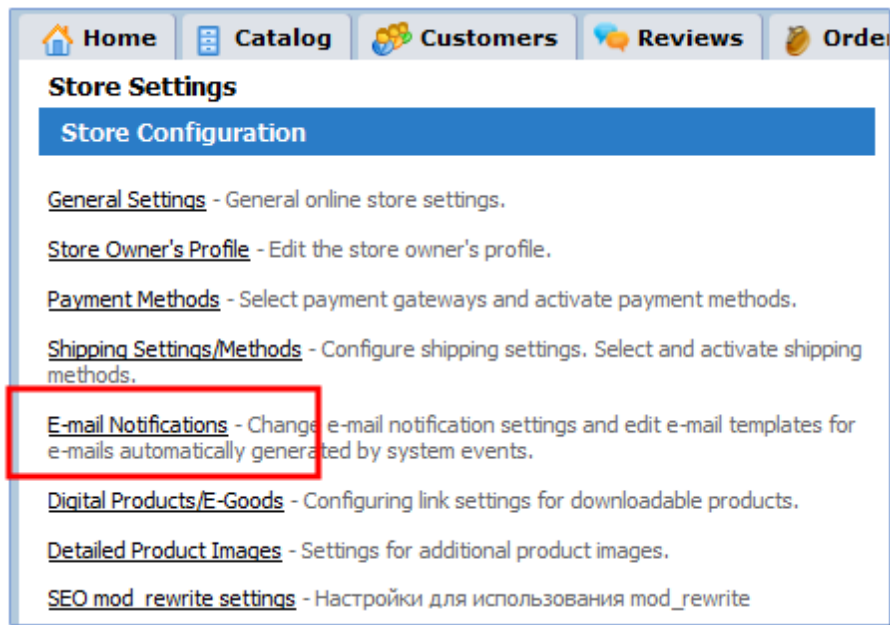 Home Catalog Customers Reviews Orde
Store Settings
Store Configuration
General Settings - General online store settings.
Store Owner's Profile - Edit the store owner's profile.
Payment Methods - Select payment gateways and activate payment methods.
Shipping Settings/Methods - Configure shipping settings. Select and activate shipping
methods.
E-mail Notifications - Change e-mail notification settings and edit e-mail templates for
e-mails automatically generated by system events.
Digital Products/E-Goods - Configuring link settings for downloadable products.
Detailed Product Images - Settings for additional product images.
SEO mod_rewrite settings - Настройки для использования mod_rewrite